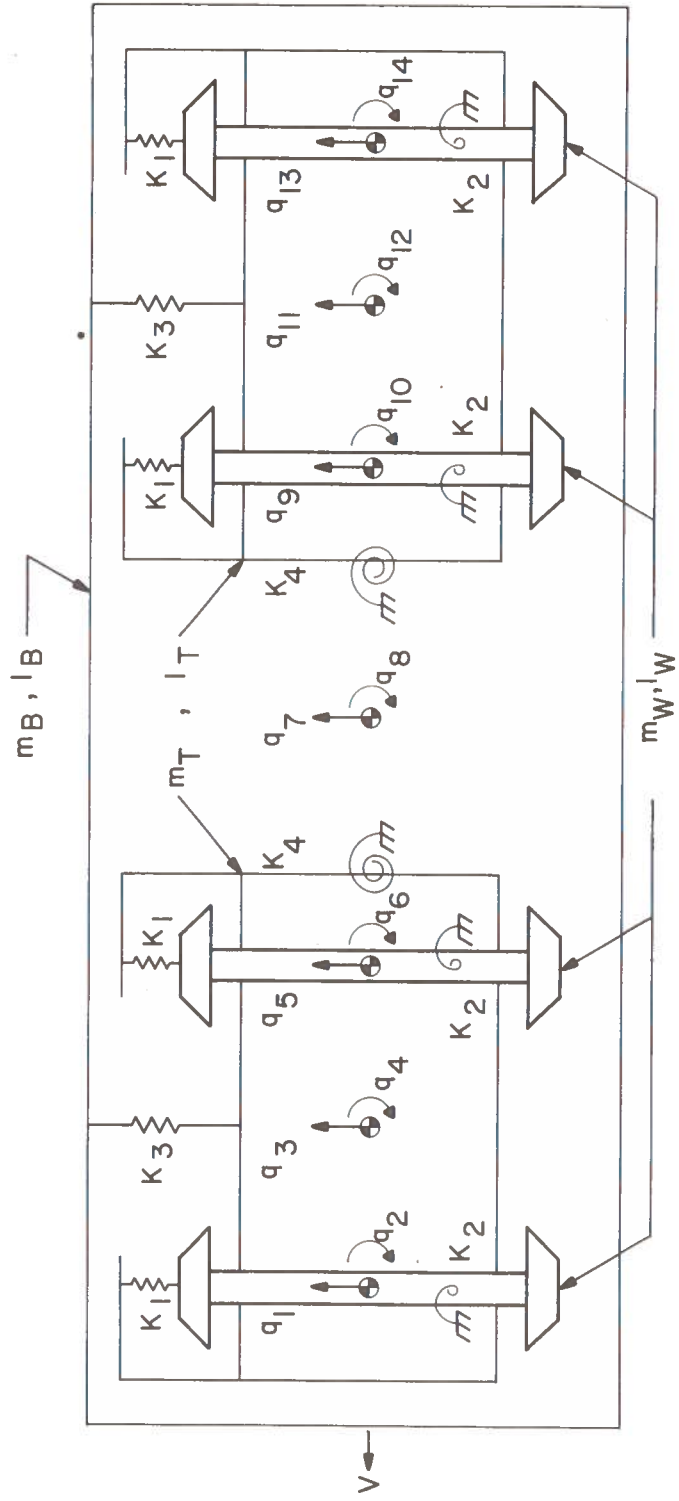 m_B, I_B
m_T, I_T
K_1
K_3
K_1
K_4
K_4
K_1
K_3
K_1
q_1
q_2
q_3
q_4
q_5
q_6
q_7
q_8
q_9
q_10
q_11
q_12
q_13
q_14
K_2
K_2
K_2
K_2
V
m_W, I_W